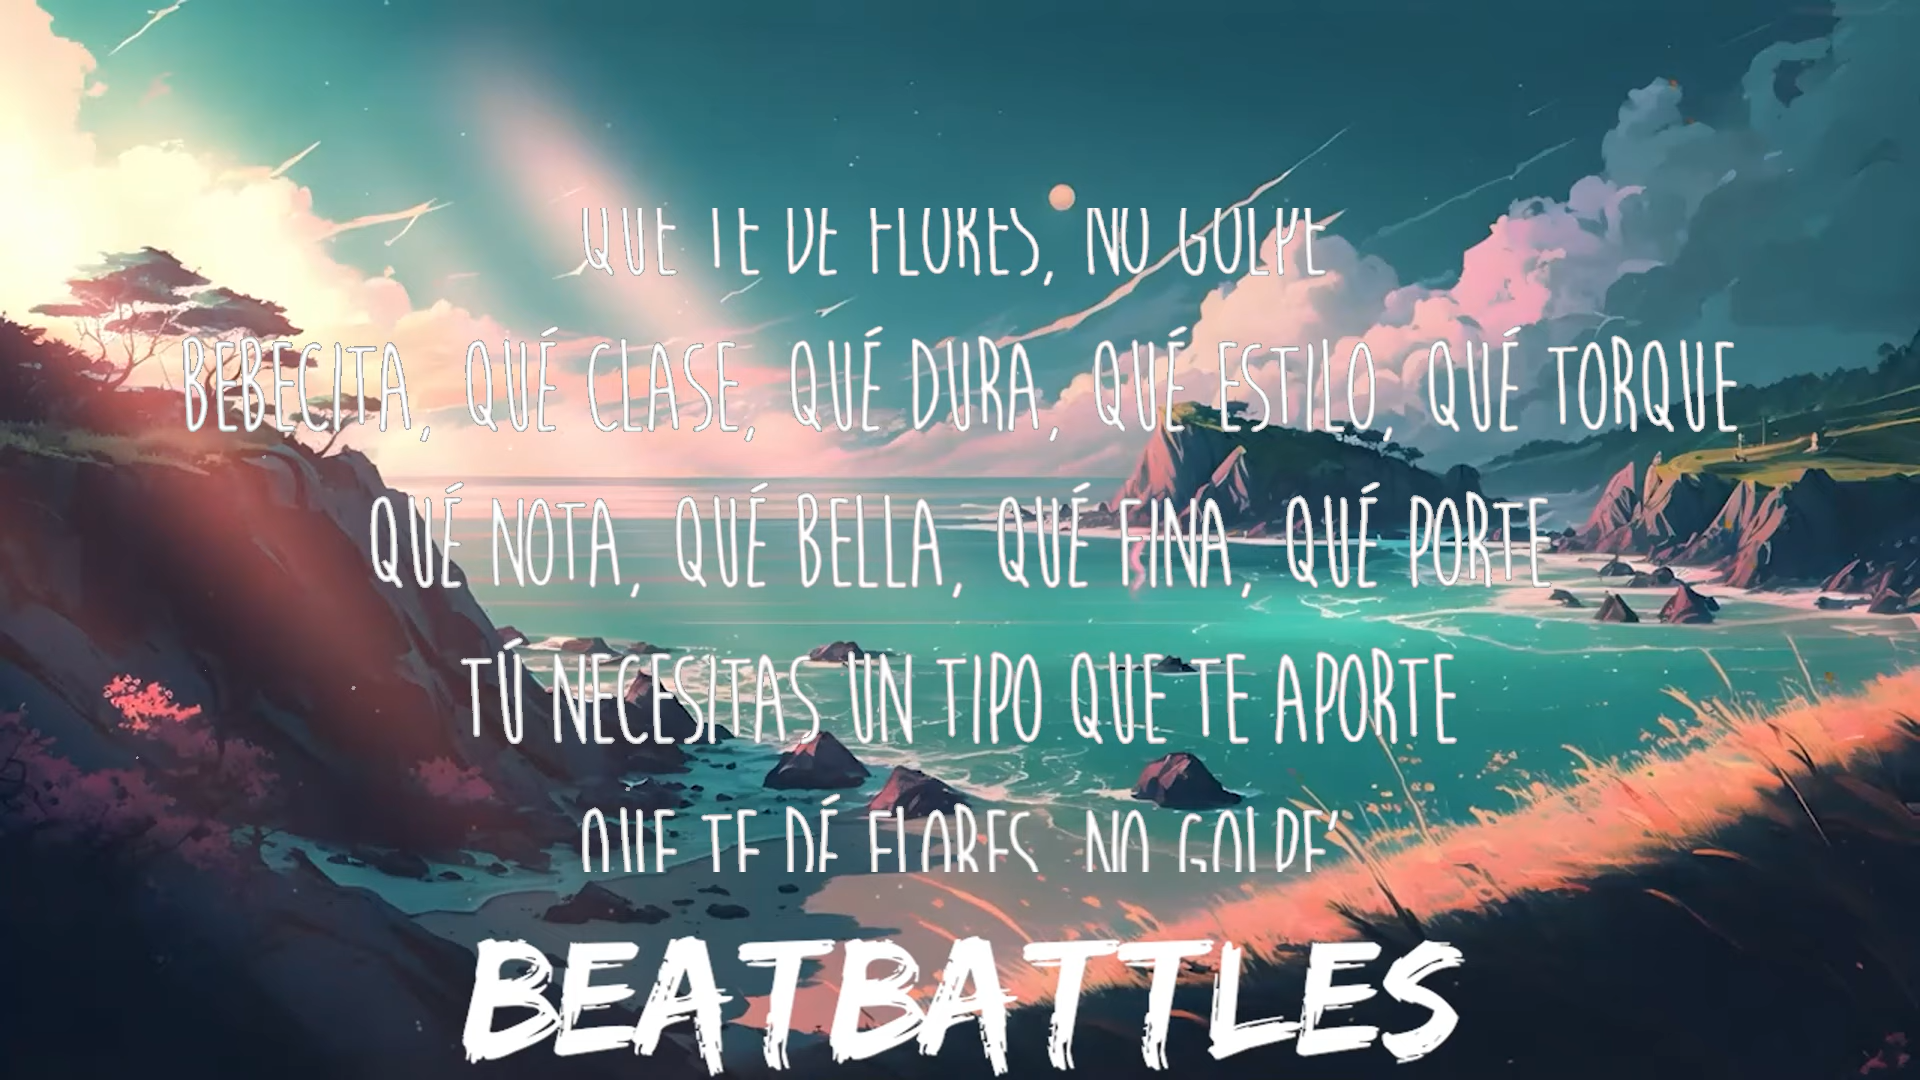 QUE TE DE FLORES, NO GOLPE
BEBECITA, QUÉ CLASE, QUÉ DURA, QUÉ ESTILO, QUÉ TORQUE
QUÉ NOTA, QUÉ BELLA, QUÉ FINA, QUÉ PORTE
TÚ NECESITAS UN TIPO QUE TE APORTE
QUE TE DÉ FLORES, NO GOLPE'
BEATBATTLES